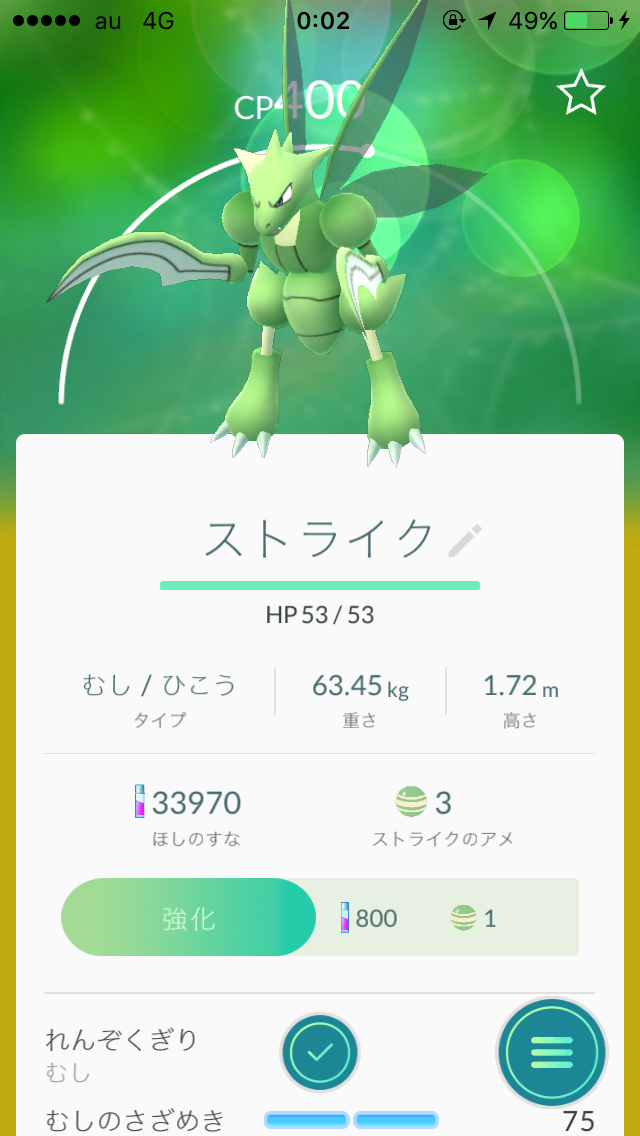 au 4G 0:02 49%
CP400
ストライク
HP 53 / 53
むし / ひこう 63.45 kg 1.72 m
タイプ 重さ 高さ
33970 3
ほしのすな ストライクのアメ
強化 800 1
れんぞくぎり
むし
むしのさざめき 75